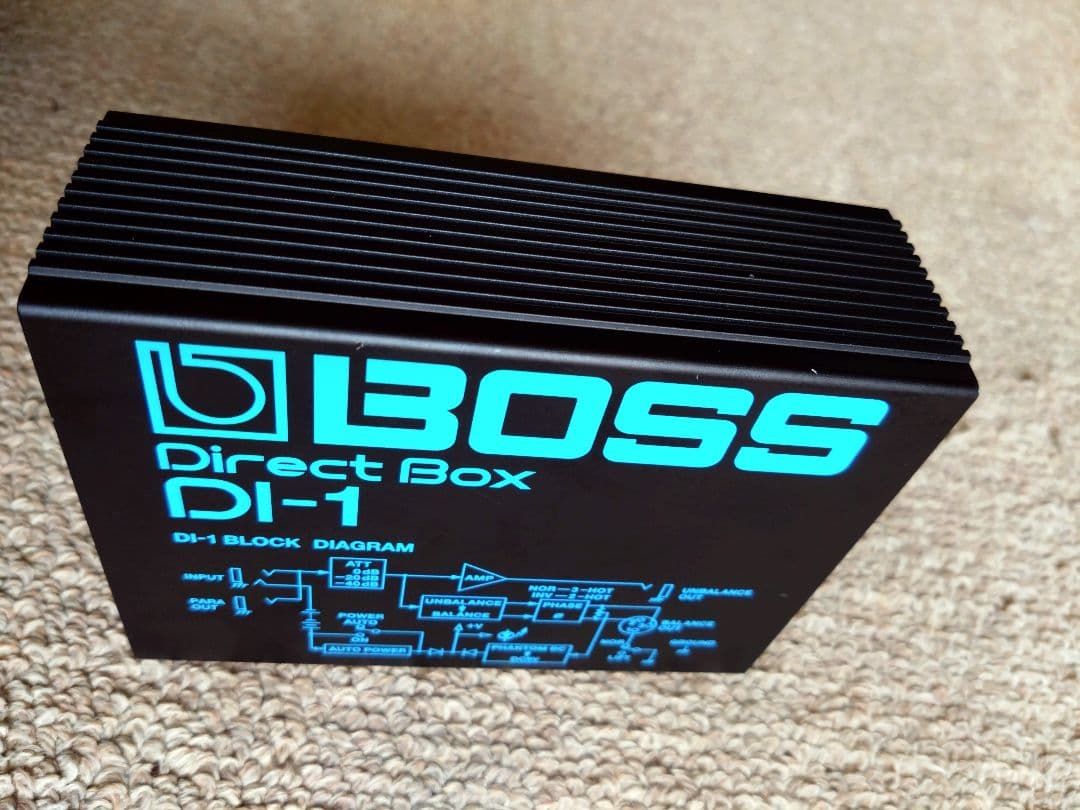 BOSS
Direct Box
DI-1
DI-1 BLOCK DIAGRAM
INPUT
PARA OUT
ATT
0dB
-20dB
-40dB
AMP
NOR—3-HOT
INV—2-HOT
UNBALANCE OUT
UNBALANCE
BALANCE
PHASE
BALANCE OUT
POWER
AUTO
ON
+V
AUTO POWER
PHANTOM DC
GROUND
LIFT